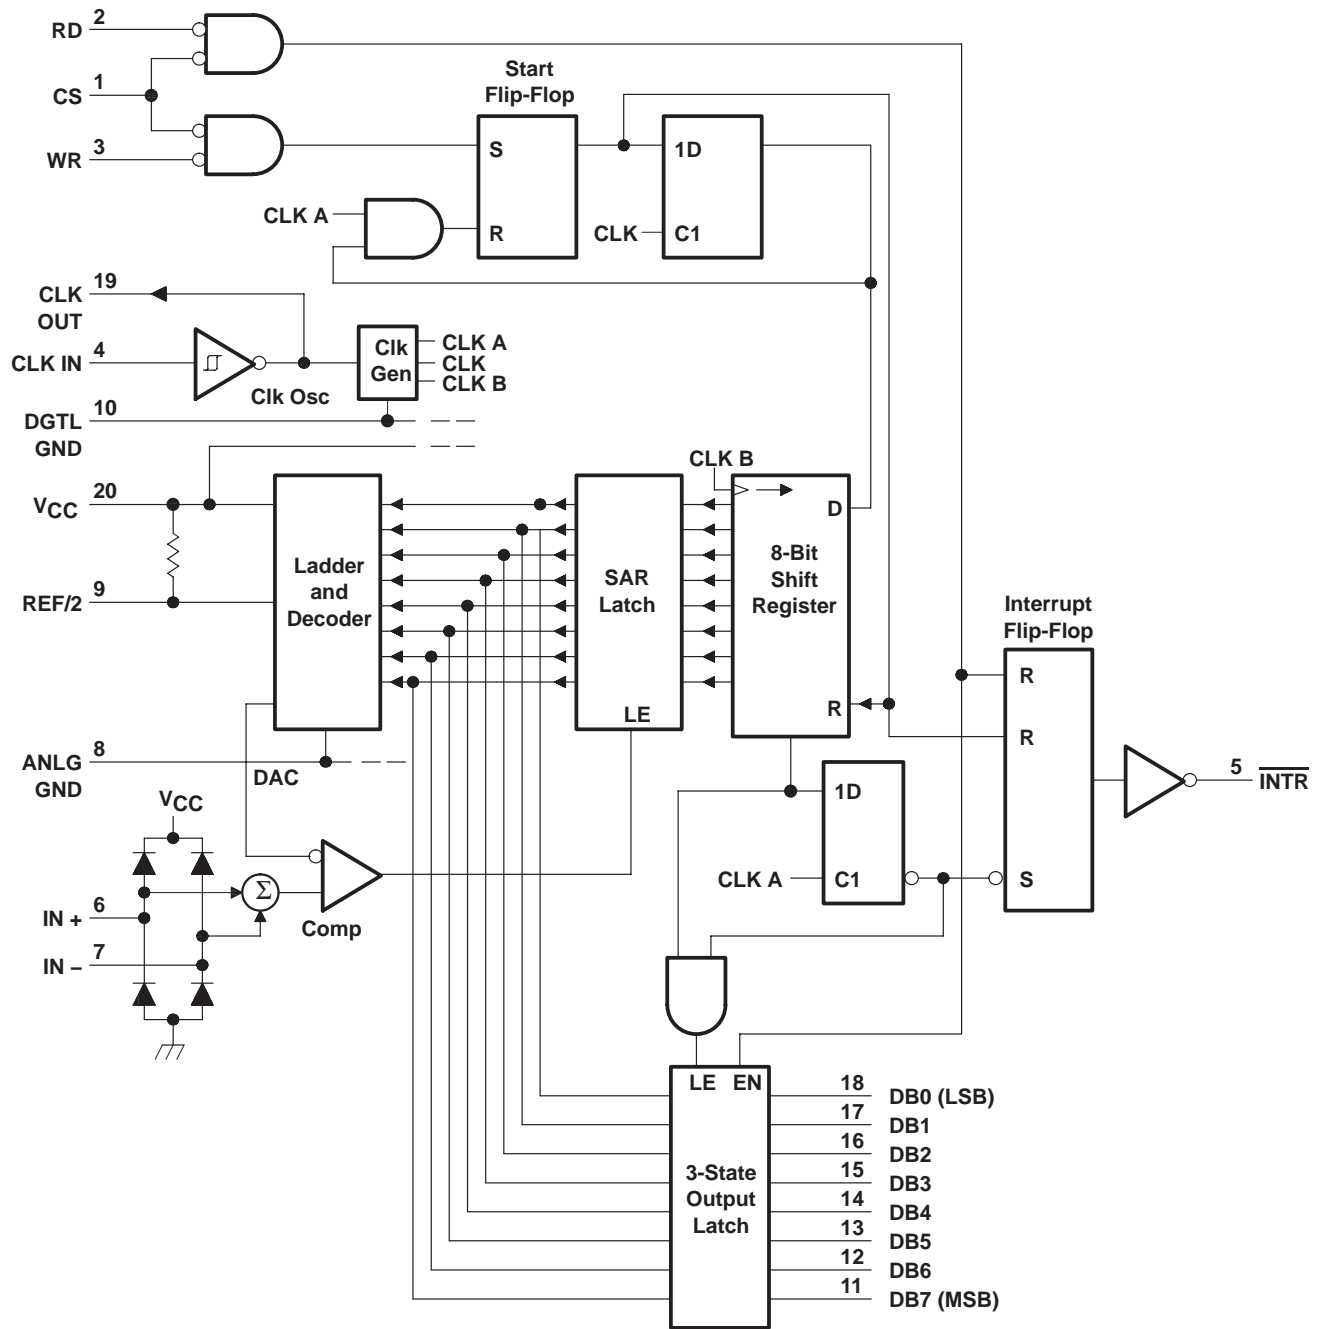 RD 2
CS 1
WR 3
Start
Flip-Flop
S
R
1D
C1
CLK A
CLK
CLK 19
OUT
CLK IN 4
Clk Osc
Clk
Gen
CLK A
CLK
CLK B
DGTL 10
GND
VCC 20
REF/2 9
Ladder
and
Decoder
SAR
Latch
LE
CLK B
D
8-Bit
Shift
Register
R
Interrupt
Flip-Flop
R
R
S
5 INTR
ANLG 8
GND
DAC
VCC
Σ
Comp
IN + 6
IN – 7
1D
CLK A
C1
LE EN
3-State
Output
Latch
18 DB0 (LSB)
17 DB1
16 DB2
15 DB3
14 DB4
13 DB5
12 DB6
11 DB7 (MSB)